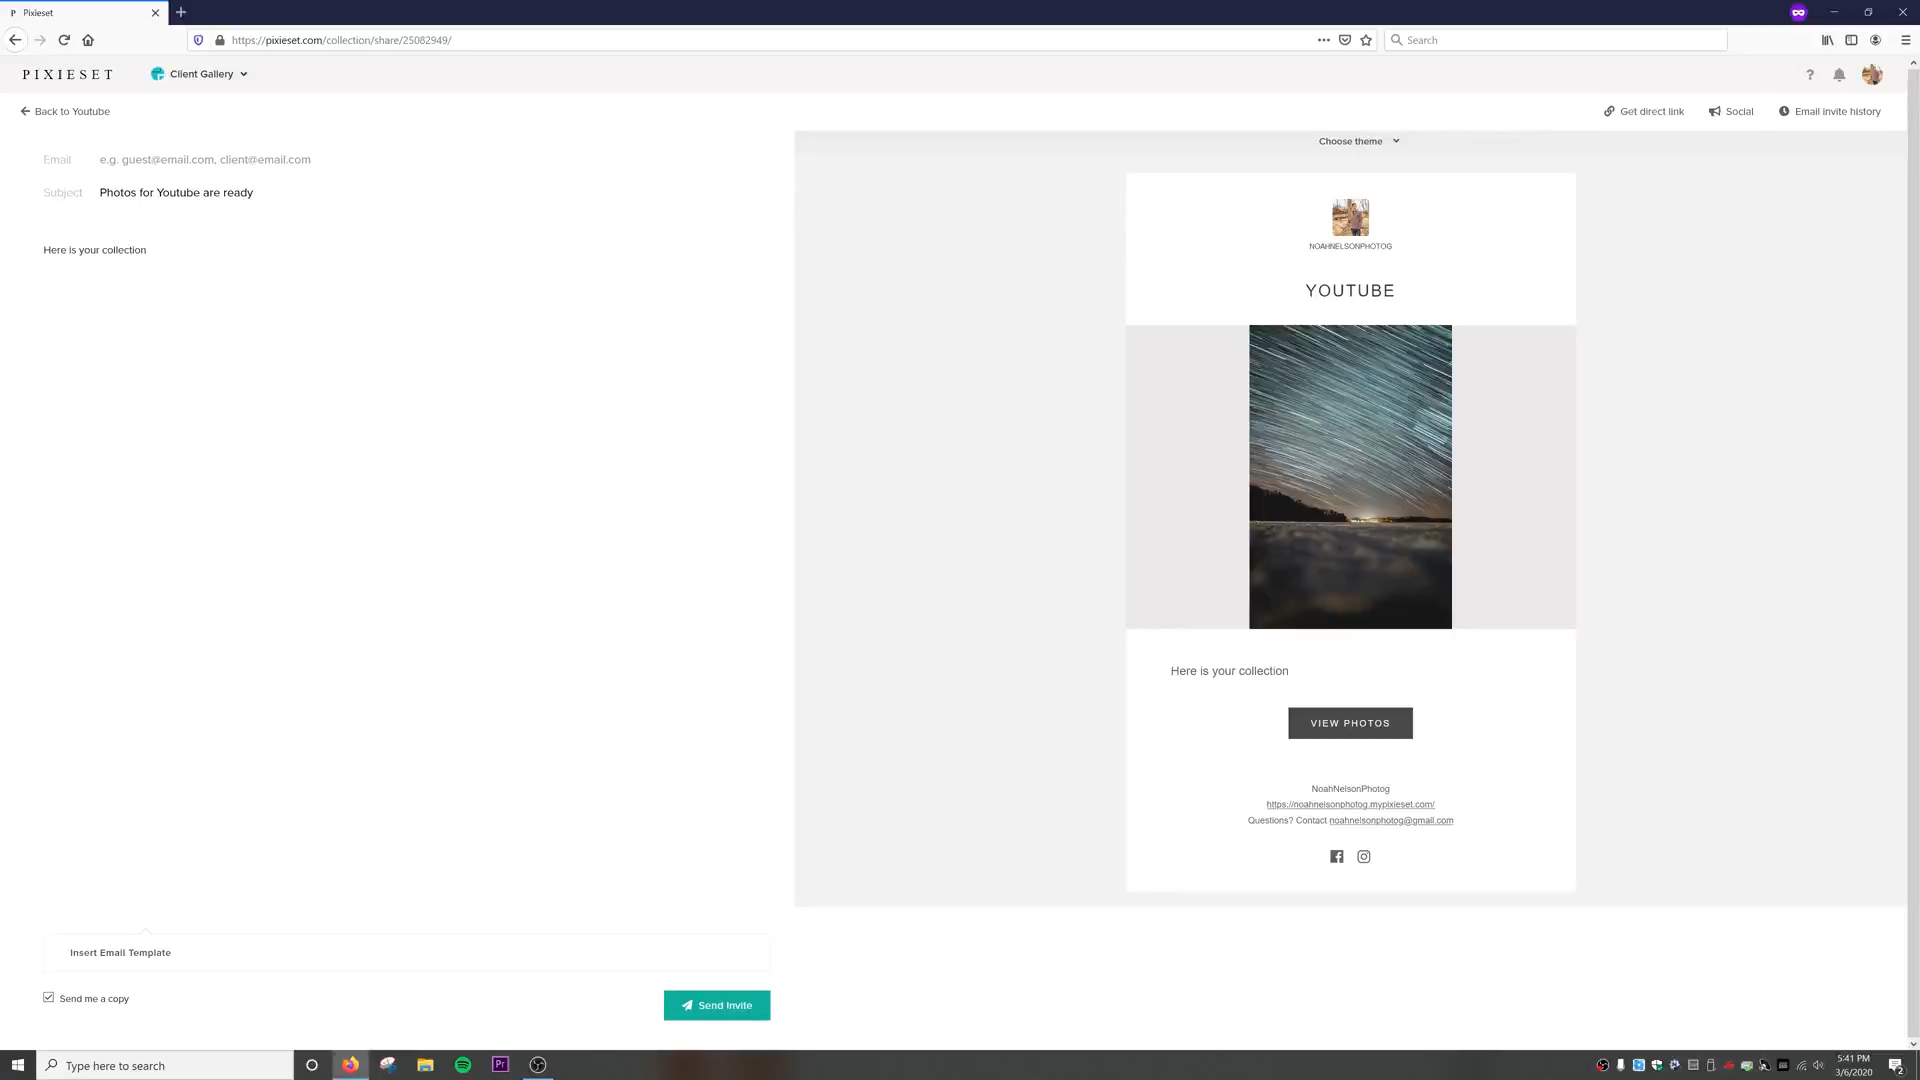 P Pixieset
https://pixieset.com/collection/share/25082949/
Search
PIXIESET
Client Gallery
?
Back to Youtube
Get direct link
Social
Email invite history
Email e.g. guest@email.com, client@email.com
Subject Photos for Youtube are ready
Here is your collection
Choose theme
NOAHNELSONPHOTOG
YOUTUBE
Here is your collection
VIEW PHOTOS
NoahNelsonPhotog
https://noahnelsonphotog.mypixieset.com/
Questions? Contact noahnelsonphotog@gmail.com
Insert Email Template
Send me a copy
Send Invite
Type here to search
Pr
5:41 PM
3/6/2020
2